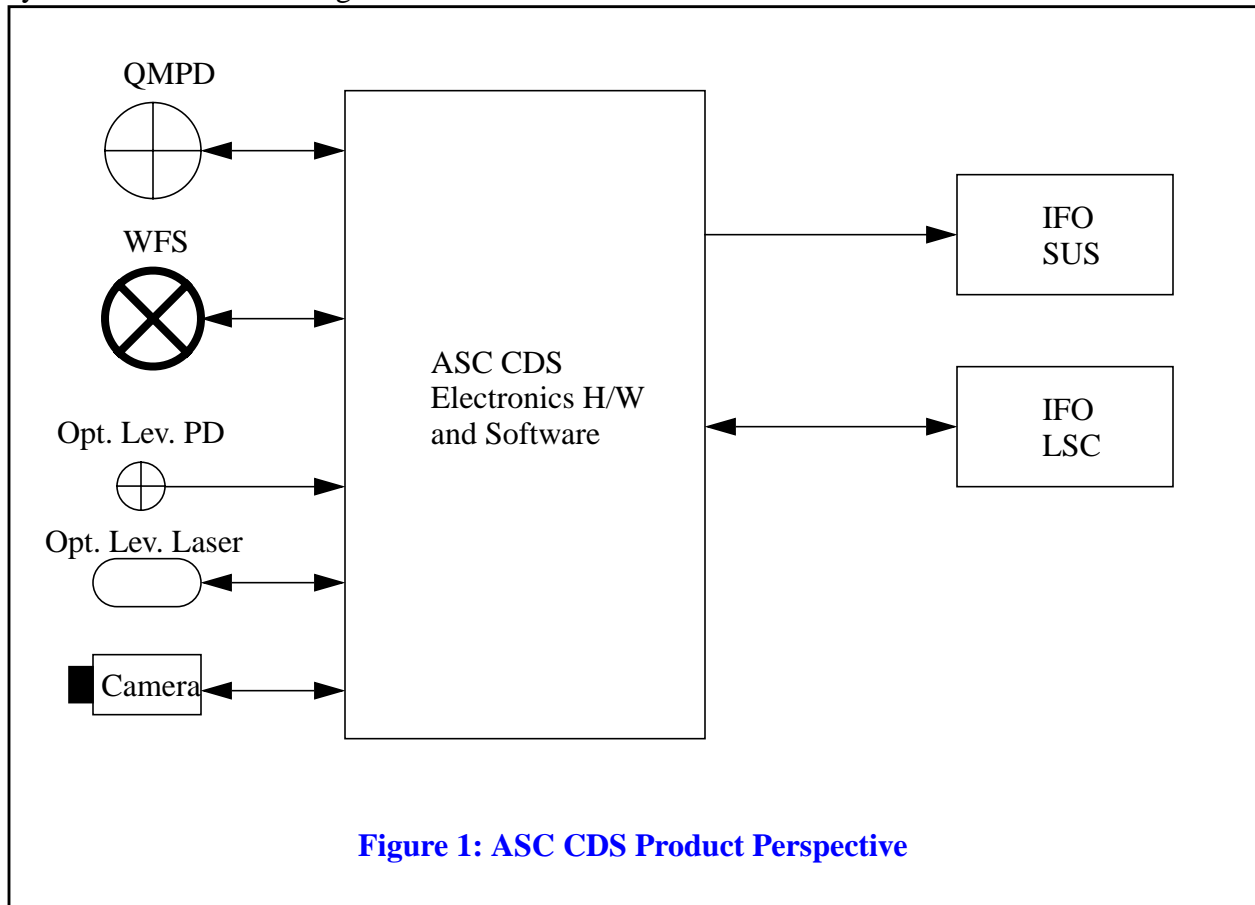 QMPD
WFS
Opt. Lev. PD
Opt. Lev. Laser
Camera
ASC CDS
Electronics H/W
and Software
IFO
SUS
IFO
LSC
Figure 1: ASC CDS Product Perspective